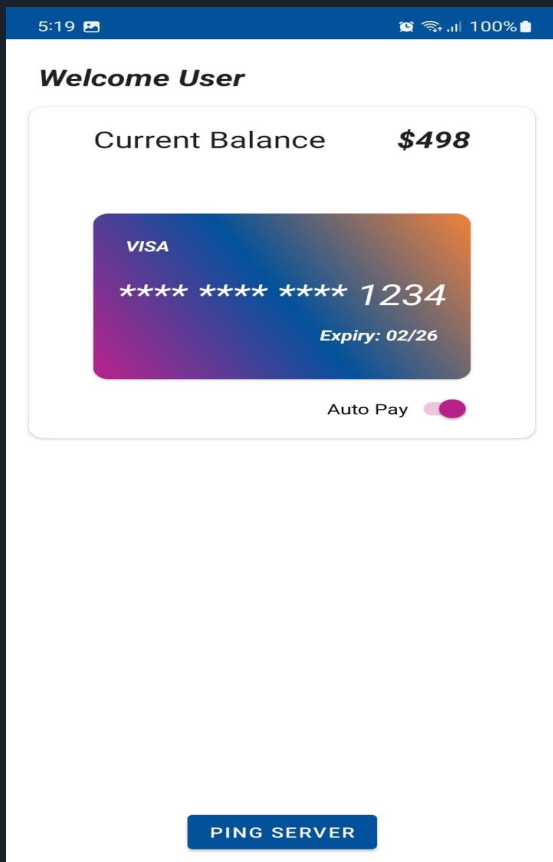 5:19 100%
Welcome User
Current Balance $498
VISA
**** **** **** 1234
Expiry: 02/26
Auto Pay
PING SERVER